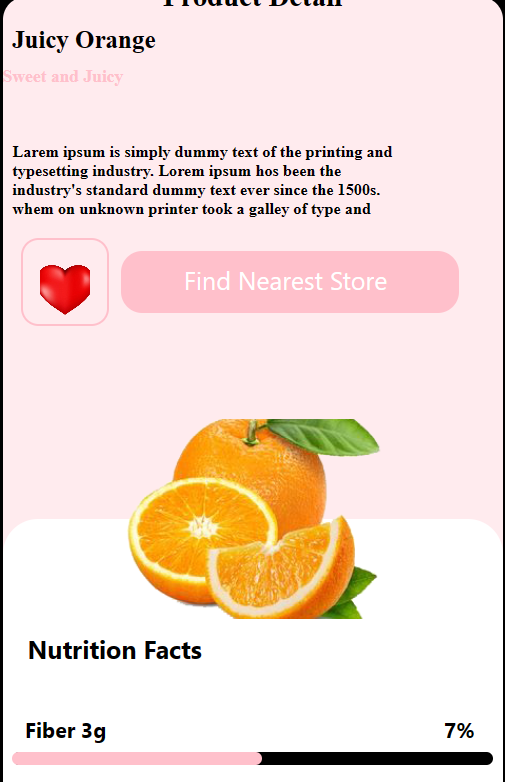 Product Detail
Juicy Orange
Sweet and Juicy
Larem ipsum is simply dummy text of the printing and
typesetting industry. Lorem ipsum hos been the
industry's standard dummy text ever since the 1500s.
whem on unknown printer took a galley of type and
Find Nearest Store
Nutrition Facts
Fiber 3g 7%